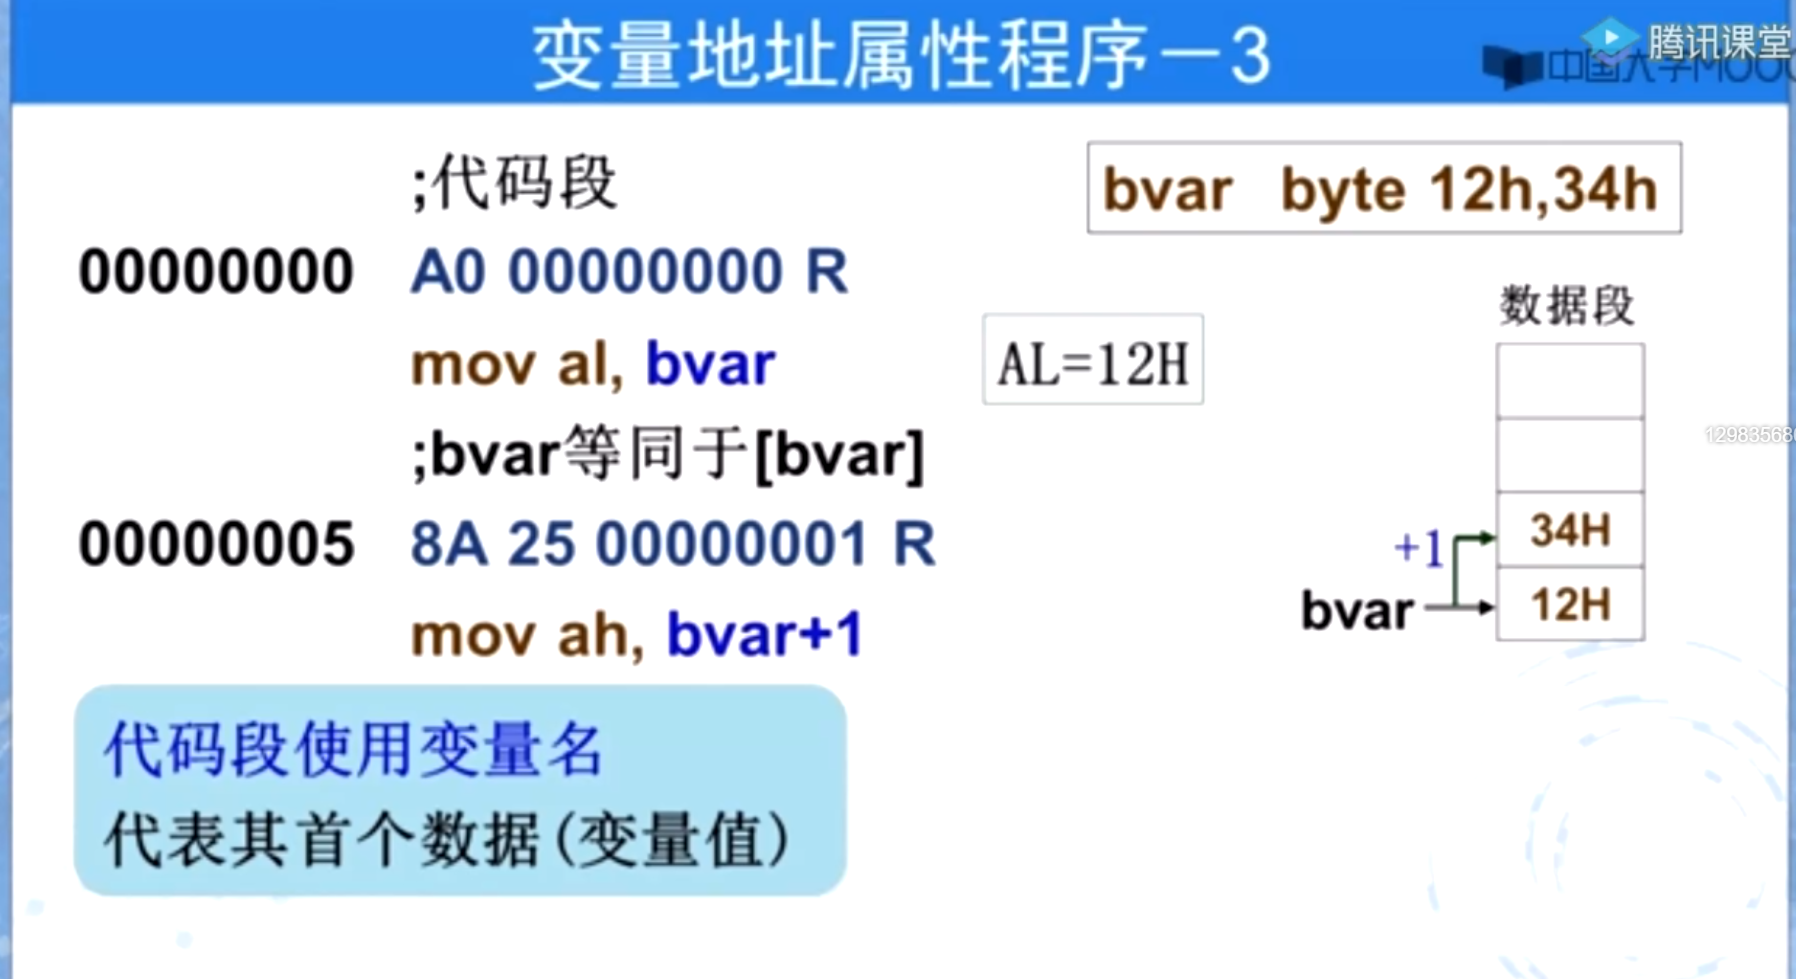 变量地址属性程序－3
腾讯课堂
中国大学MOOC
;代码段
bvar byte 12h,34h
00000000 A0 00000000 R
数据段
mov al, bvar
AL=12H
;bvar等同于[bvar]
12983568
00000005 8A 25 00000001 R
+1
34H
bvar
12H
mov ah, bvar+1
代码段使用变量名
代表其首个数据(变量值)